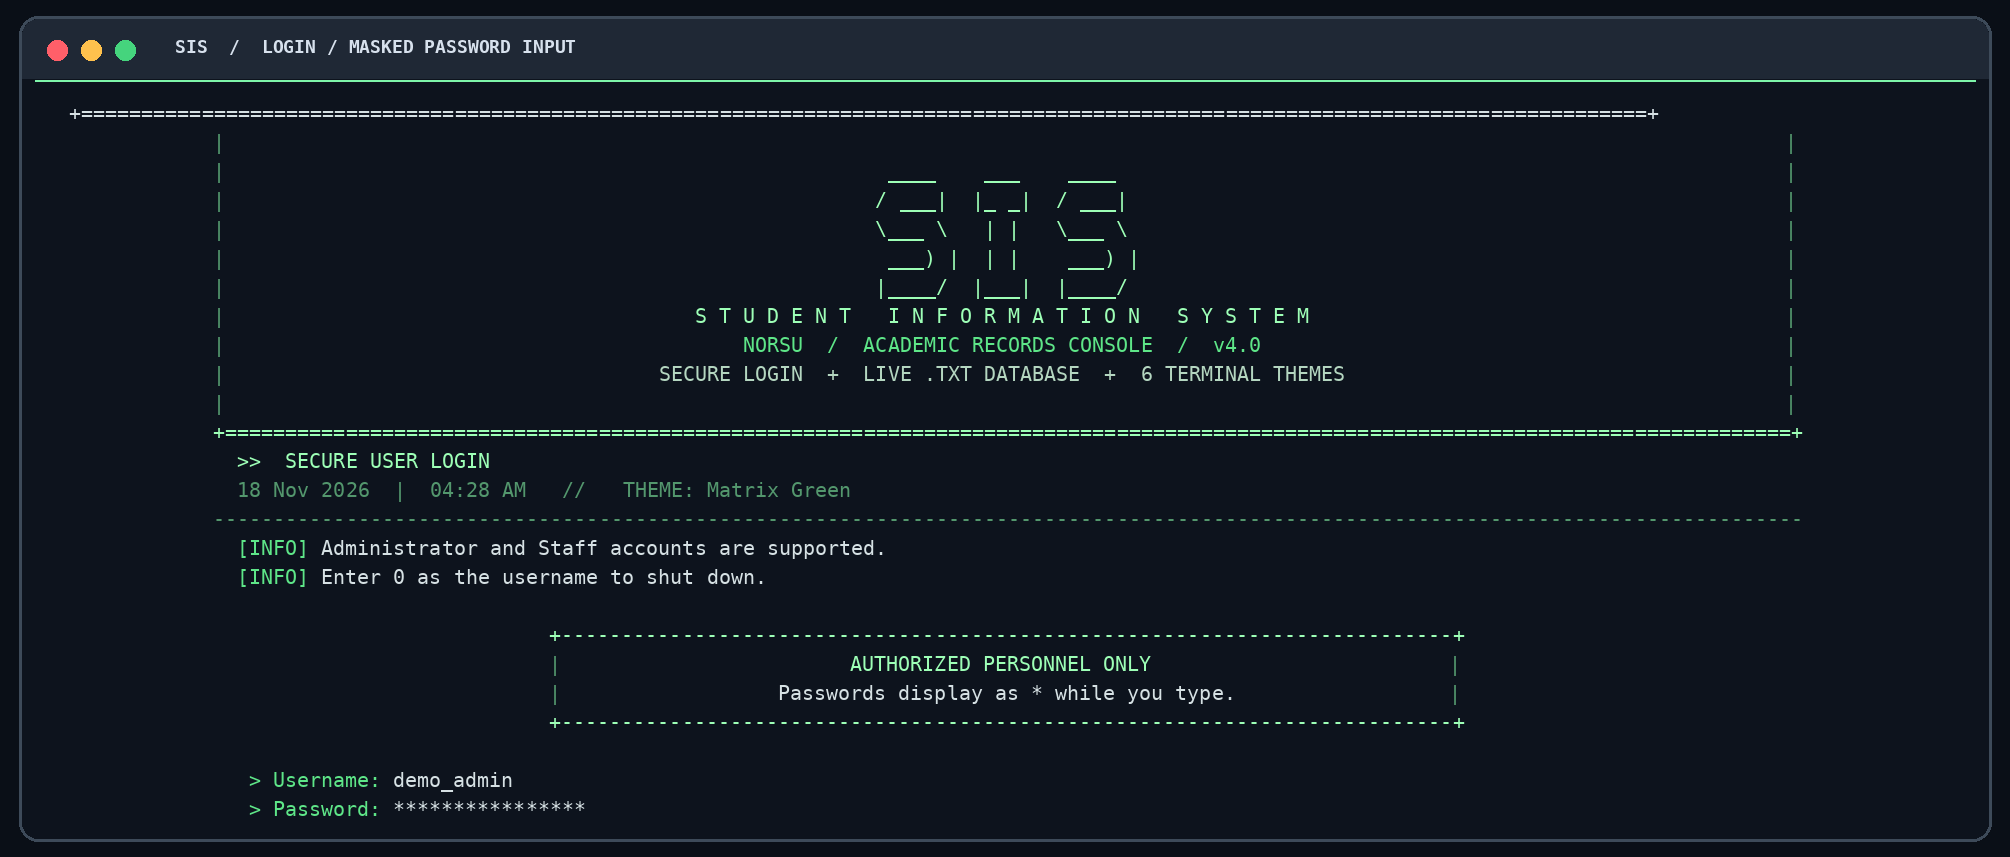 SIS  /  LOGIN / MASKED PASSWORD INPUT
SIS
S T U D E N T   I N F O R M A T I O N   S Y S T E M
NORSU  /  ACADEMIC RECORDS CONSOLE  /  v4.0
SECURE LOGIN  +  LIVE .TXT DATABASE  +  6 TERMINAL THEMES
>>  SECURE USER LOGIN
18 Nov 2026  |  04:28 AM   //   THEME: Matrix Green
[INFO] Administrator and Staff accounts are supported.
[INFO] Enter 0 as the username to shut down.
AUTHORIZED PERSONNEL ONLY
Passwords display as * while you type.
> Username: demo_admin
> Password: ****************